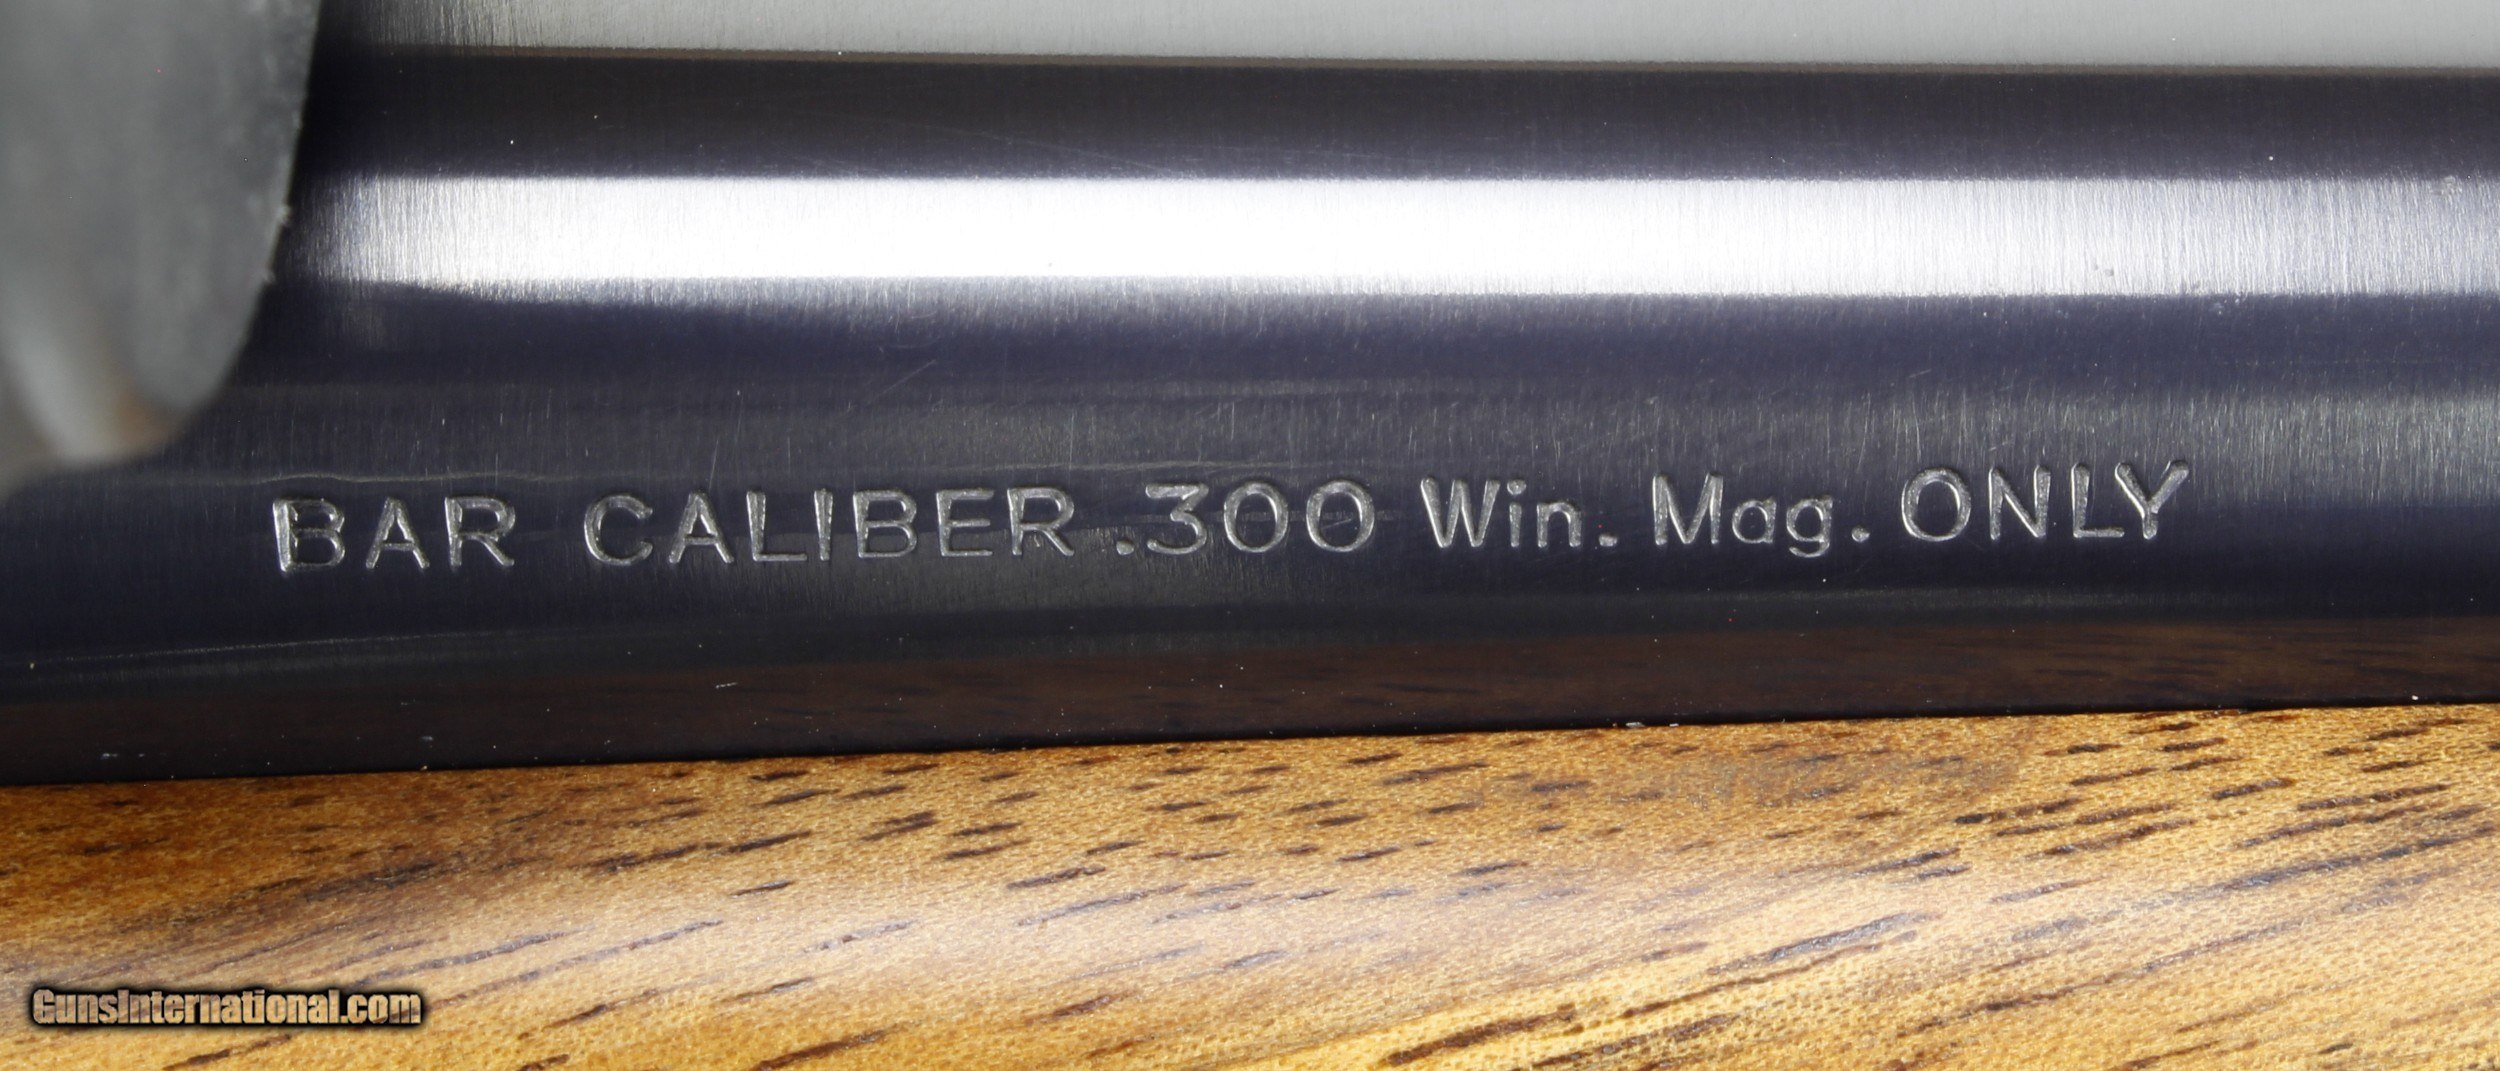 BAR CALIBER .300 Win. Mag. ONLY
GunsInternational.com